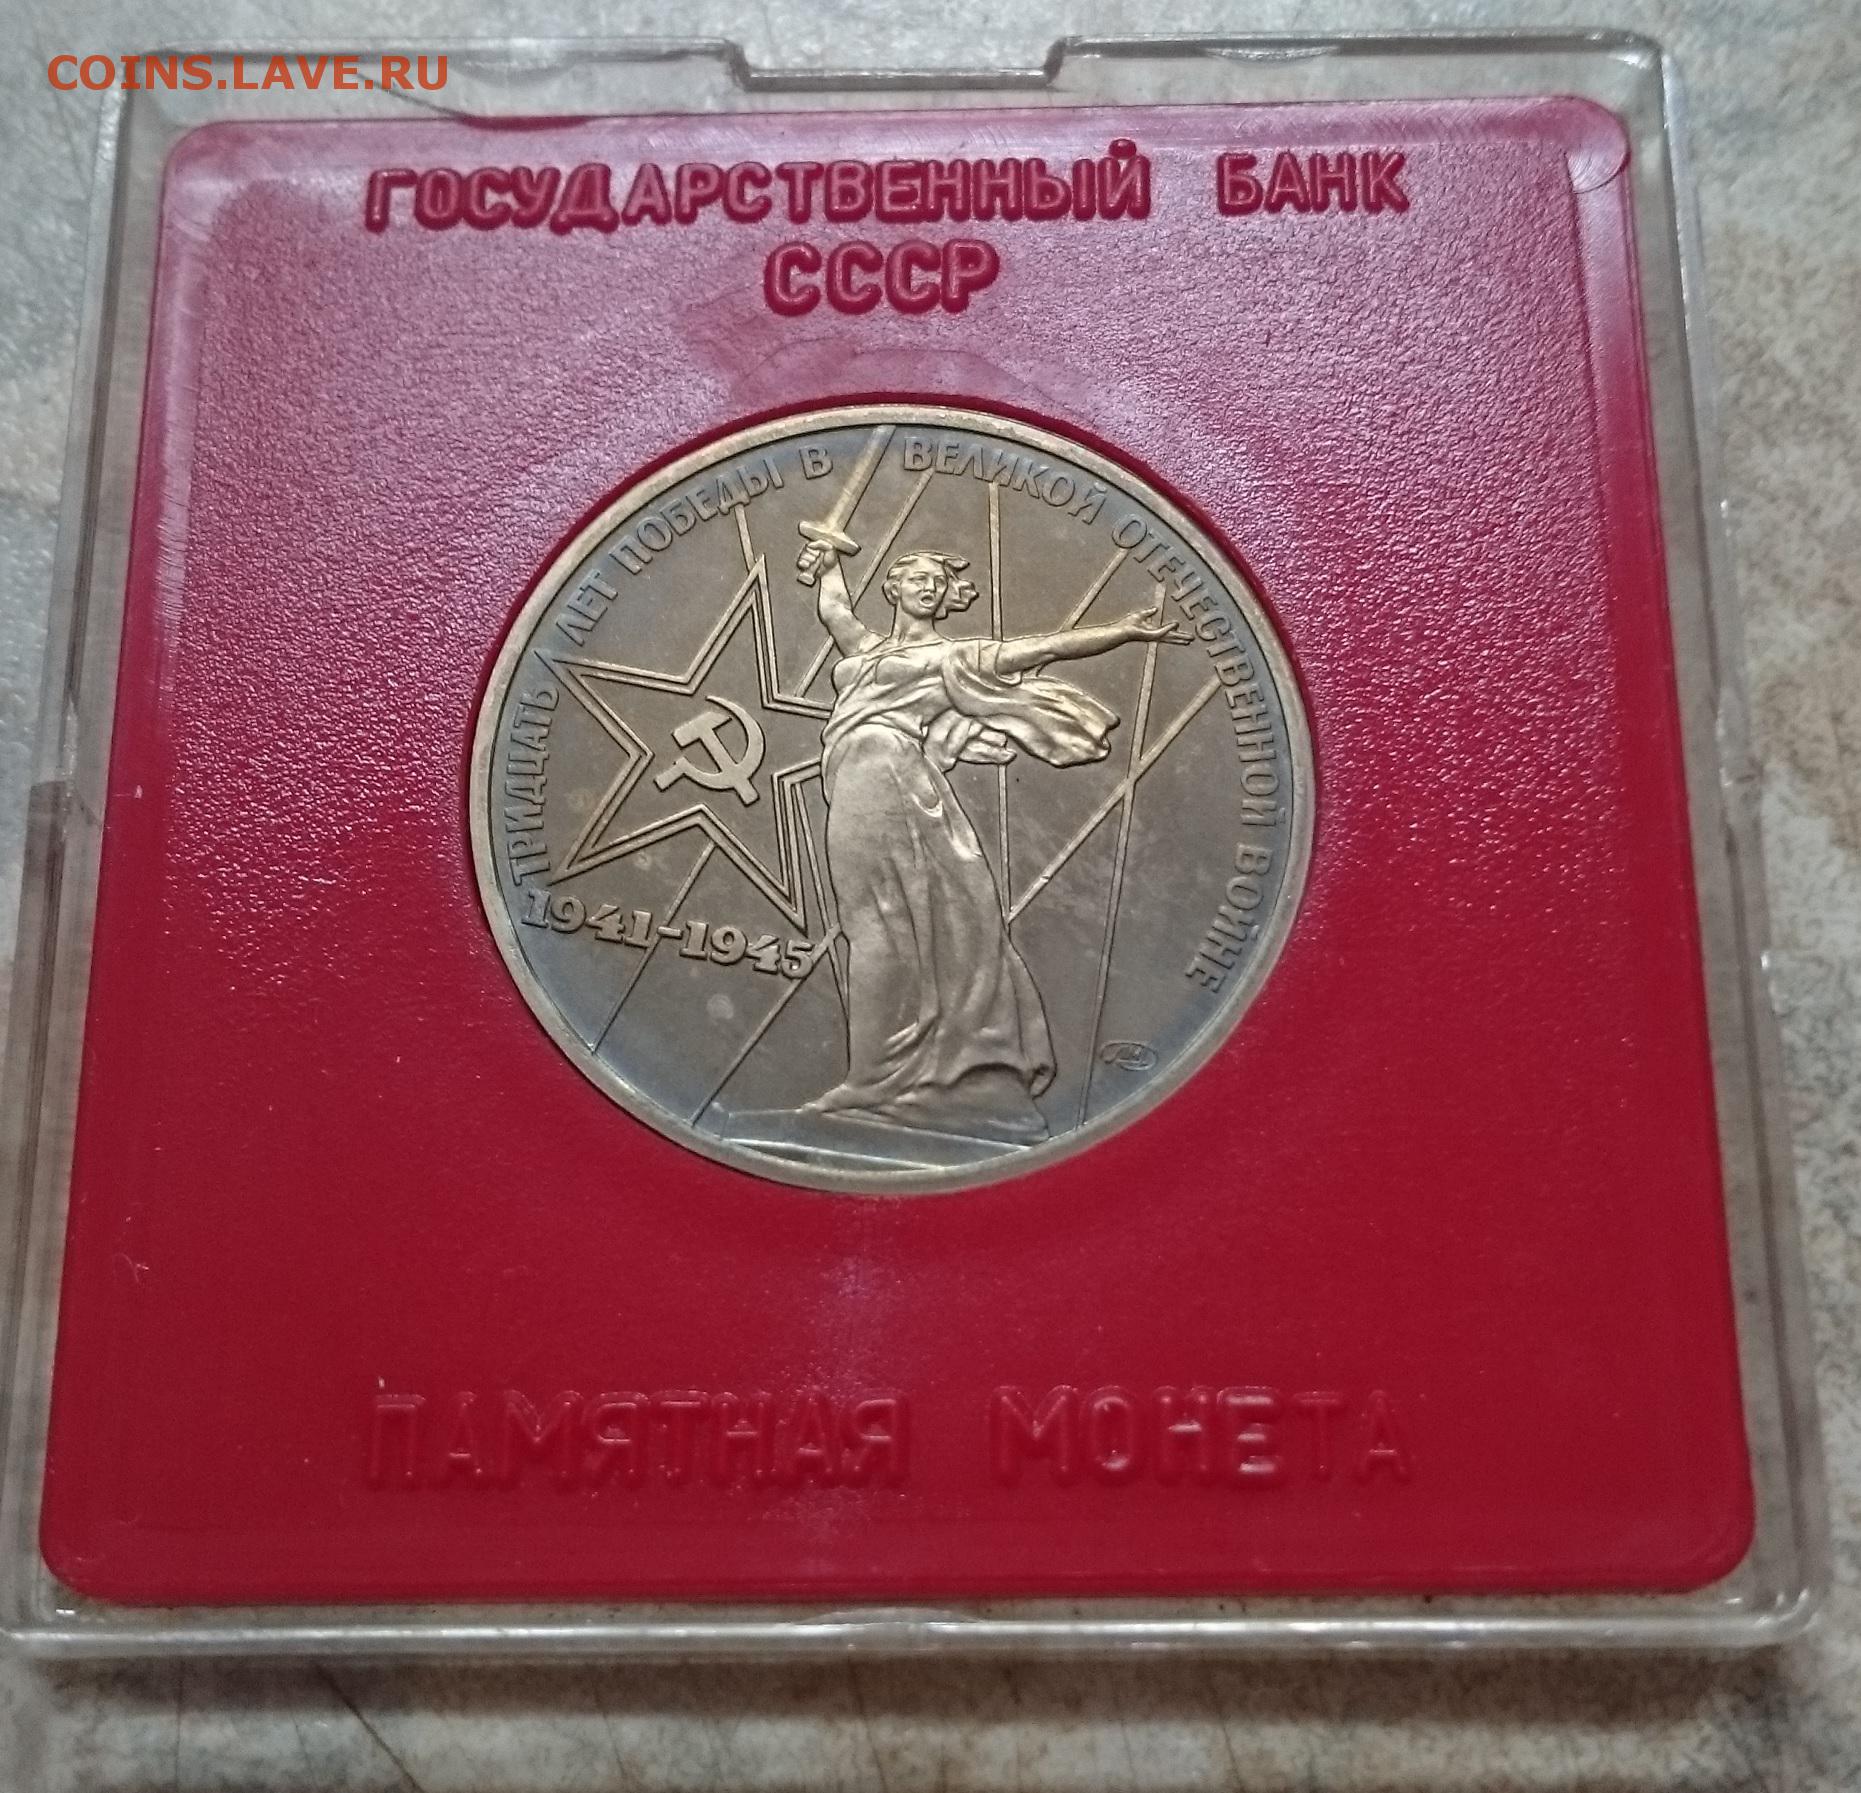 COINS.LAVE.RU
ГОСУДАРСТВЕННЫЙ БАНК
СССР
ТРИДЦАТЬ ЛЕТ ПОБЕДЫ В ВЕЛИКОЙ ОТЕЧЕСТВЕННОЙ ВОЙНЕ
1941-1945
ПАМЯТНАЯ МОНЕТА